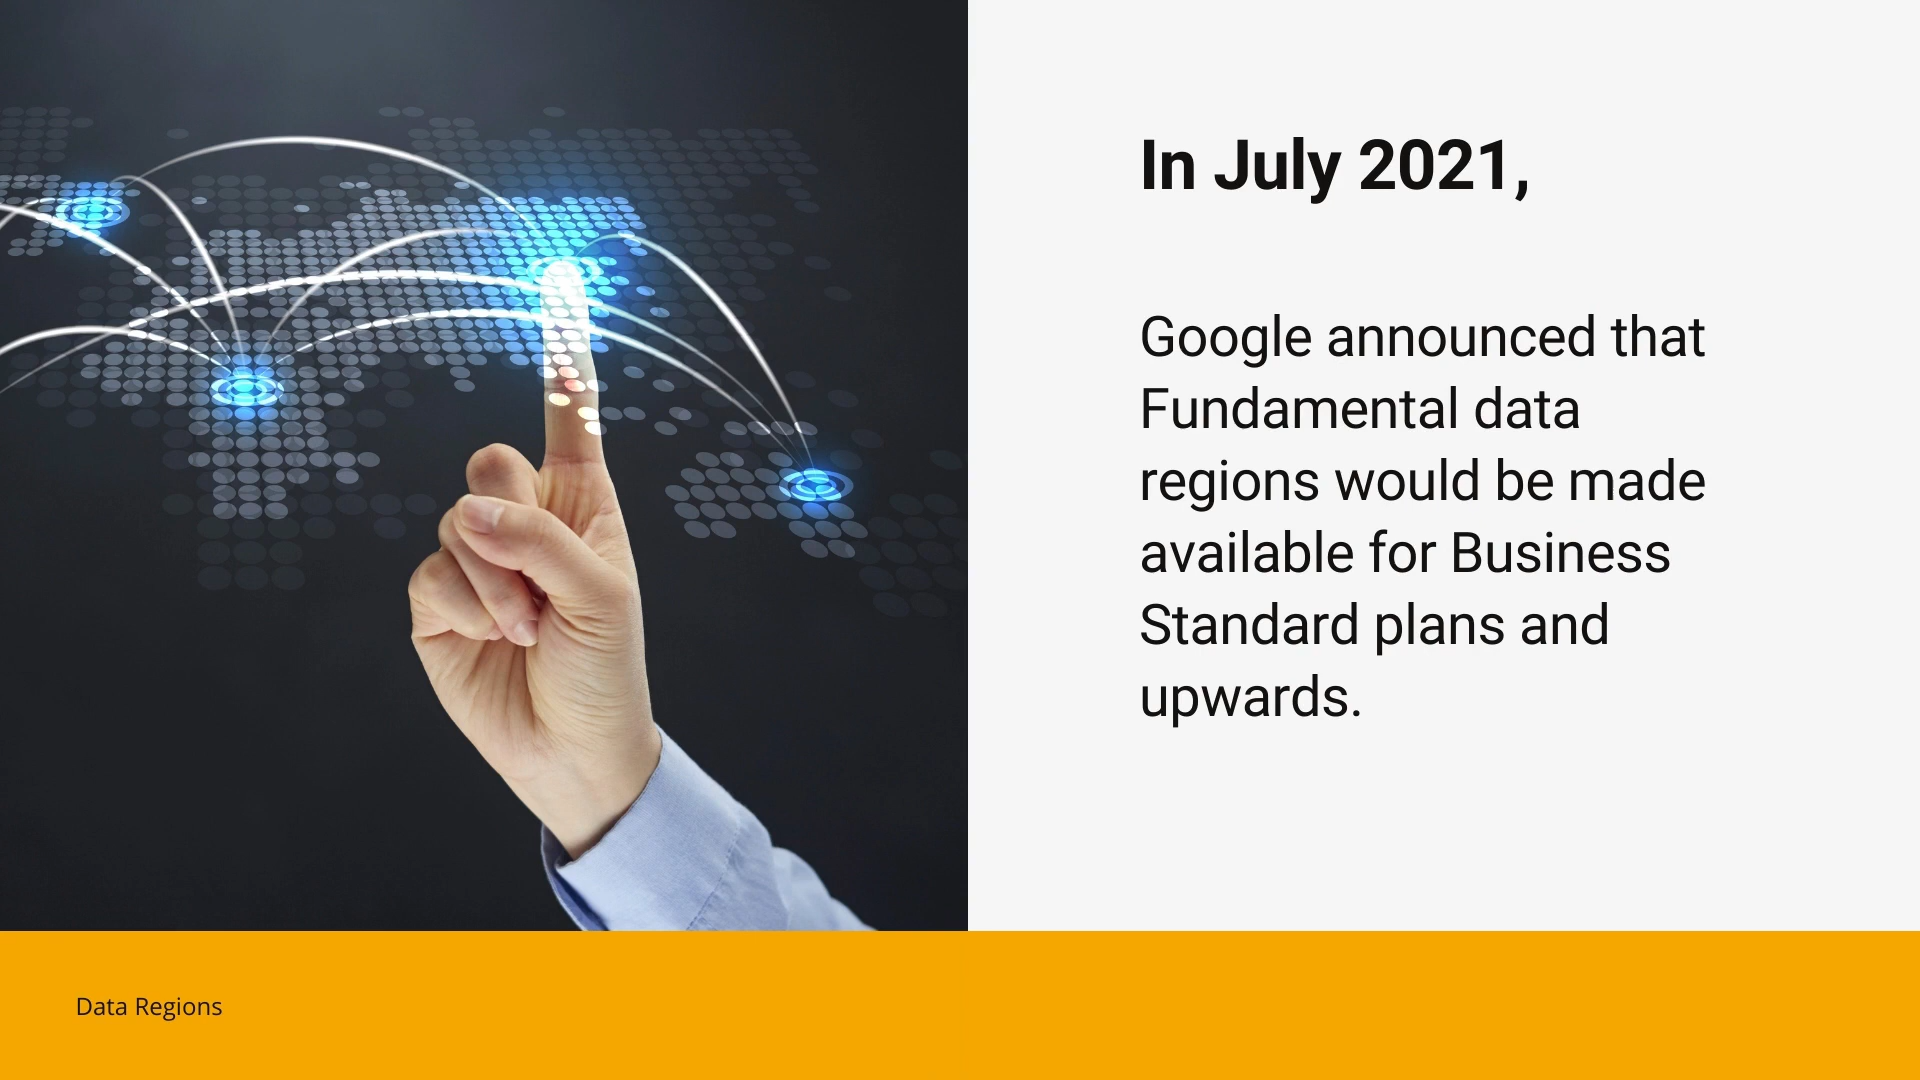 In July 2021,
Google announced that
Fundamental data
regions would be made
available for Business
Standard plans and
upwards.
Data Regions